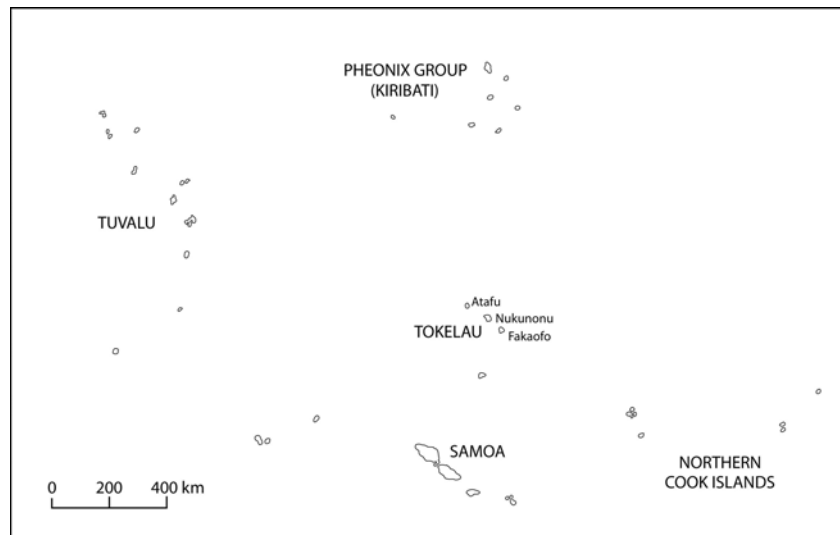 PHEONIX GROUP
(KIRIBATI)
TUVALU
Atafu
Nukunonu
TOKELAU
Fakaofo
SAMOA
NORTHERN
COOK ISLANDS
0 200 400 km